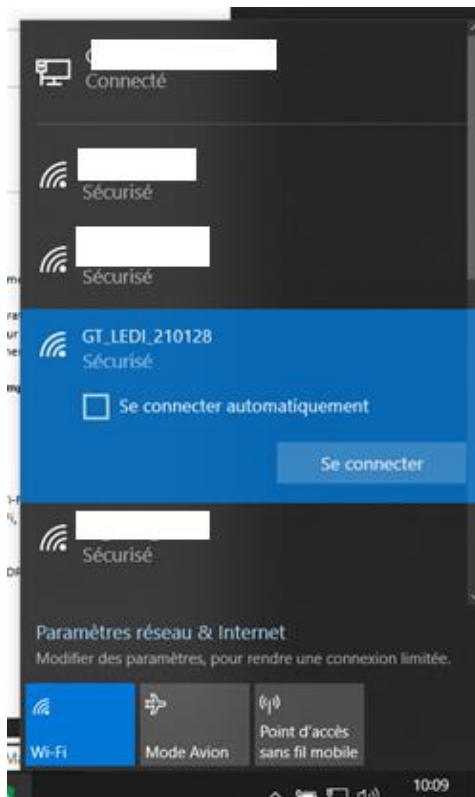 Connecté
Sécurisé
Sécurisé
GT_LEDI_210128
Sécurisé
Se connecter automatiquement
Se connecter
Sécurisé
Paramètres réseau & Internet
Modifier des paramètres, pour rendre une connexion limitée.
Wi-Fi
Mode Avion
Point d'accès
sans fil mobile
10:09